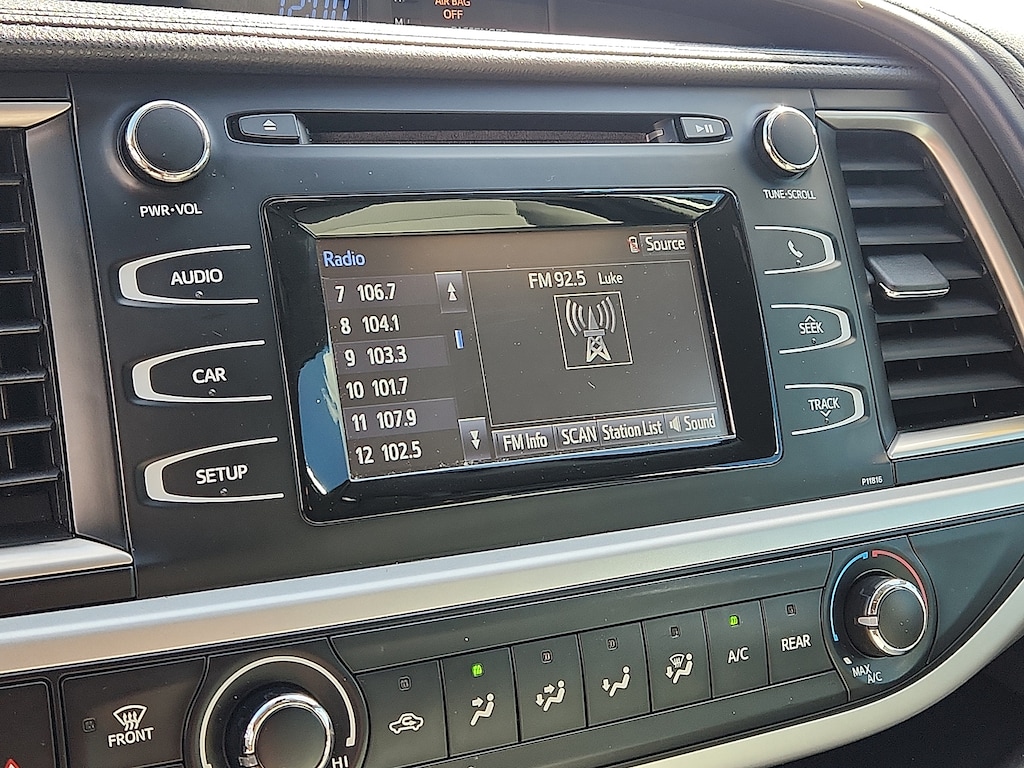 AIR BAG
OFF
PWR•VOL
AUDIO
CAR
SETUP
TUNE•SCROLL
SEEK
TRACK
P11816
Radio
Source
7 106.7
8 104.1
9 103.3
10 101.7
11 107.9
12 102.5
FM 92.5 Luke
FM Info
SCAN
Station List
Sound
FRONT
HI
A/C
REAR
MAX
A/C